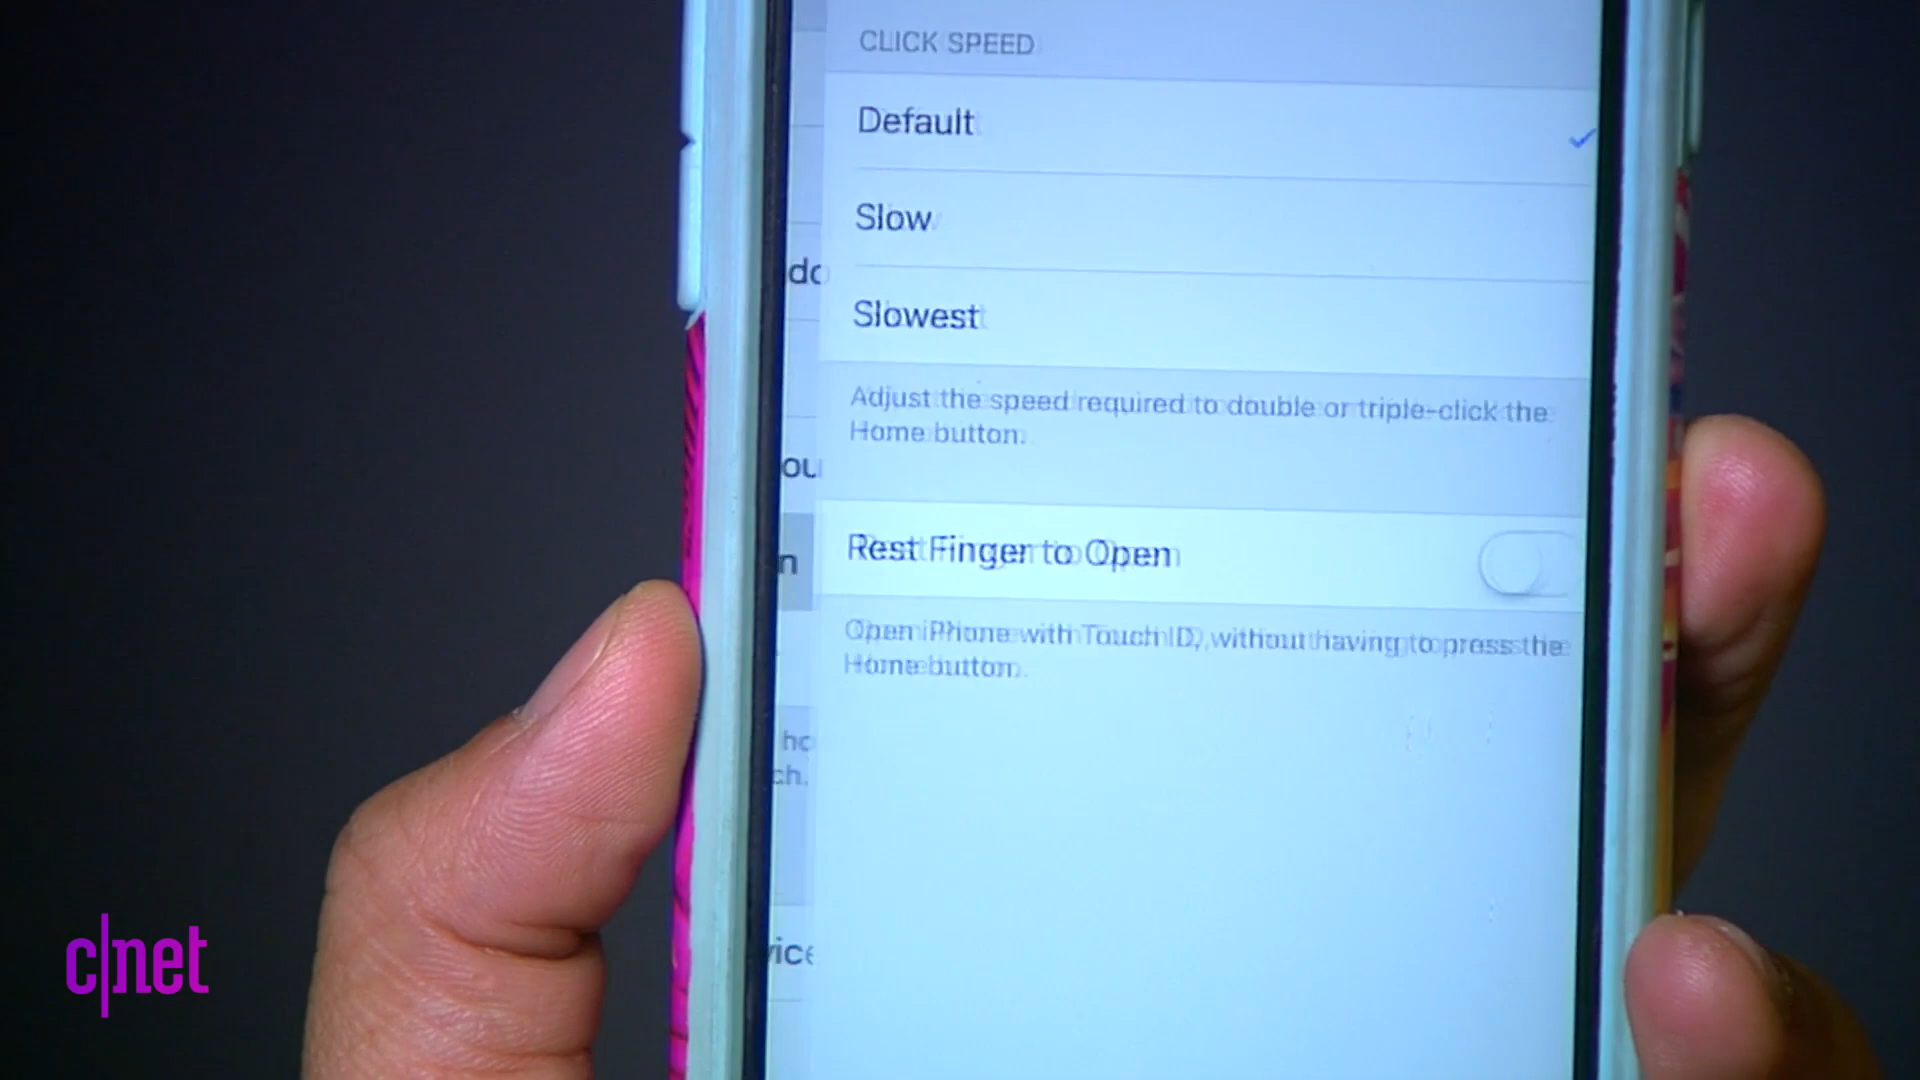 CLICK SPEED
Default
Slow
Slowest
Adjust the speed required to double or triple-click the
Home button.
Rest Finger to Open
Open iPhone with Touch ID, without having to press the
Home button.
c|net